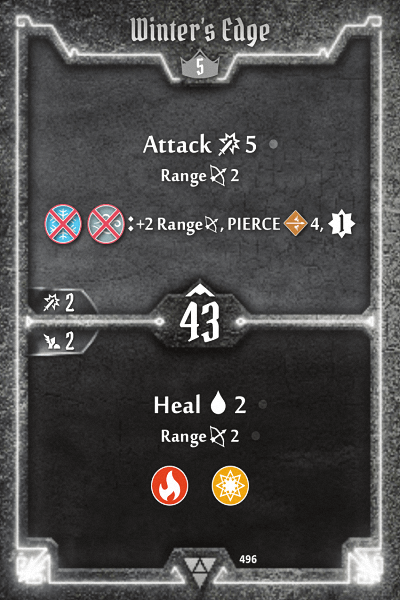 Winter's Edge
5
Attack 5
Range 2
: +2 Range, PIERCE 4, 1
2
43
2
Heal 2
Range 2
496